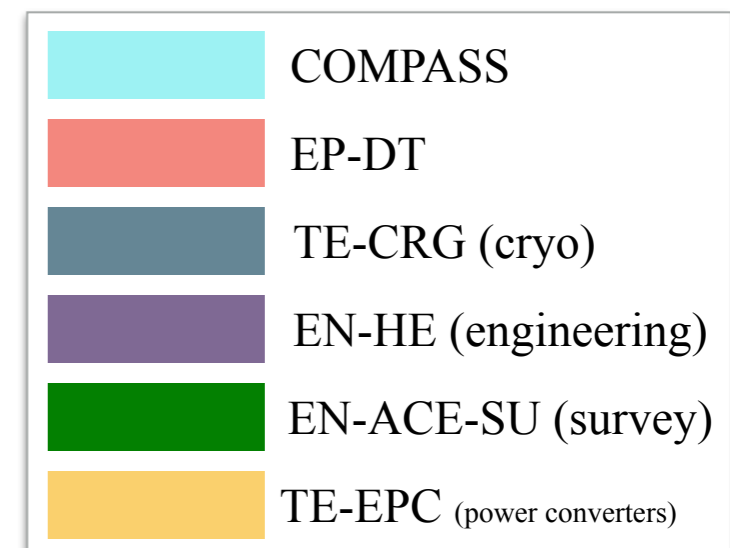 COMPASS
EP-DT
TE-CRG (cryo)
EN-HE (engineering)
EN-ACE-SU (survey)
TE-EPC (power converters)